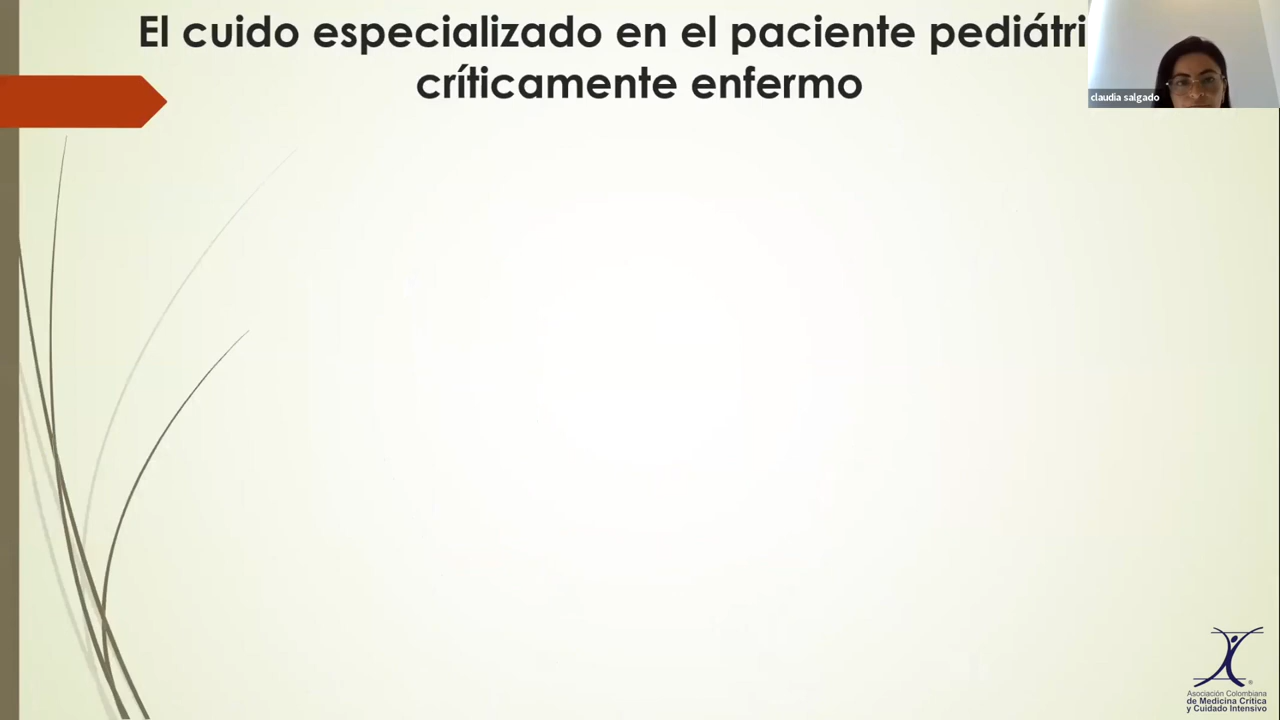 El cuido especializado en el paciente pediátri
críticamente enfermo
claudia salgado
Asociación Colombiana
de Medicina Crítica
y Cuidado Intensivo